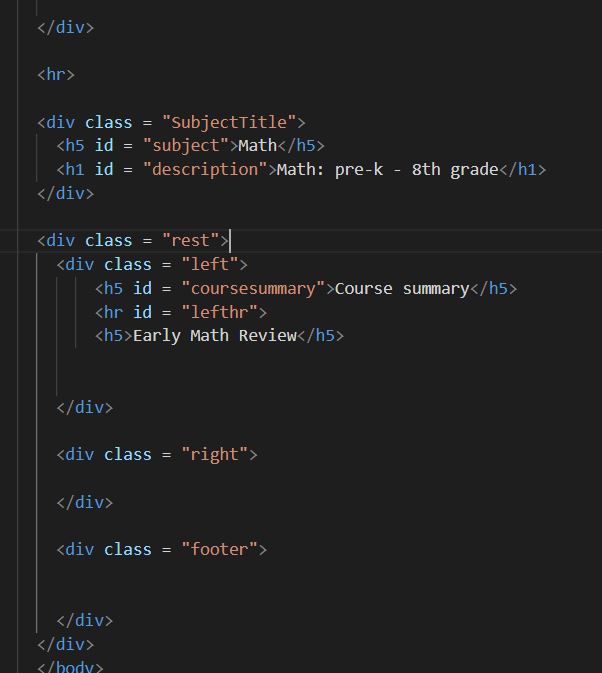 </div>
<hr>
<div class = "SubjectTitle">
<h5 id = "subject">Math</h5>
<h1 id = "description">Math: pre-k - 8th grade</h1>
</div>
<div class = "rest">
<div class = "left">
<h5 id = "coursesummary">Course summary</h5>
<hr id = "lefthr">
<h5>Early Math Review</h5>
</div>
<div class = "right">
</div>
<div class = "footer">
</div>
</div>
</body>